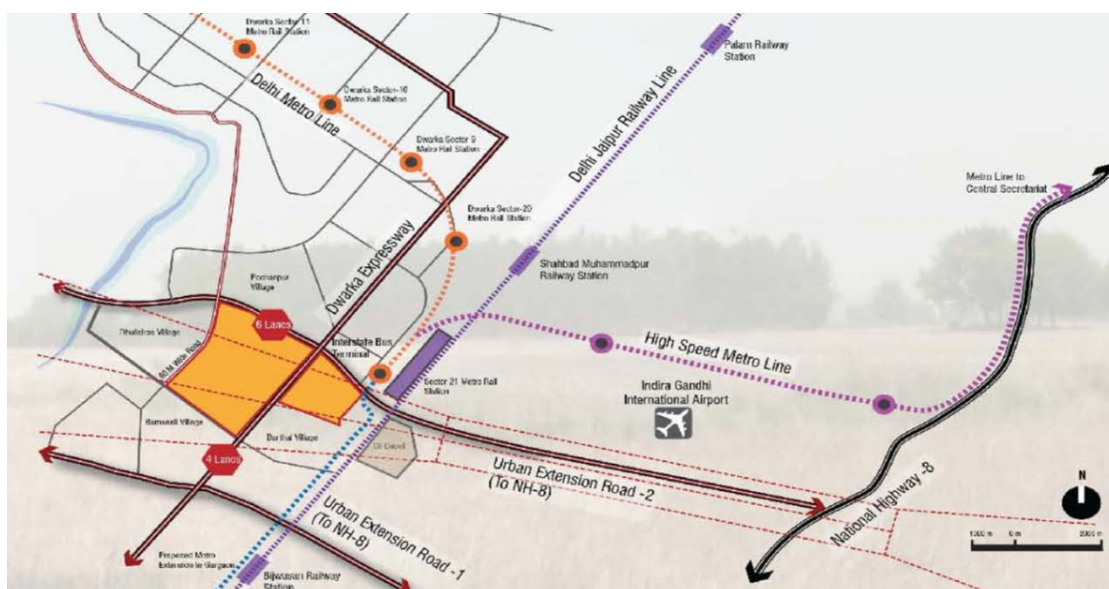 Dwarka Sector 11
Metro Rail Station
Palam Railway
Station
Dwarka Sector-10
Metro Rail Station
Delhi Metro Line
Delhi Jaipur Railway Line
Dwarka Sector 9
Metro Rail Station
Metro Line to
Central Secretariat
Dwarka Sector-20
Metro Rail Station
Dwarka Expressway
Shahbad Muhammadpur
Railway Station
Village
6 Lanes
Village
Interstate Bus
Terminal
High Speed Metro Line
60 M Wide Road
Sector 21 Metro Rail
Station
Indira Gandhi
International Airport
Village
Village
4 Lanes
Urban Extension Road -2
(To NH-8)
National Highway -8
N
Urban Extension Road -1
(To NH-8)
1000 m 0 m 2000 m
Proposed Metro
Extension to Gurgaon
Bijwasan Railway
Station